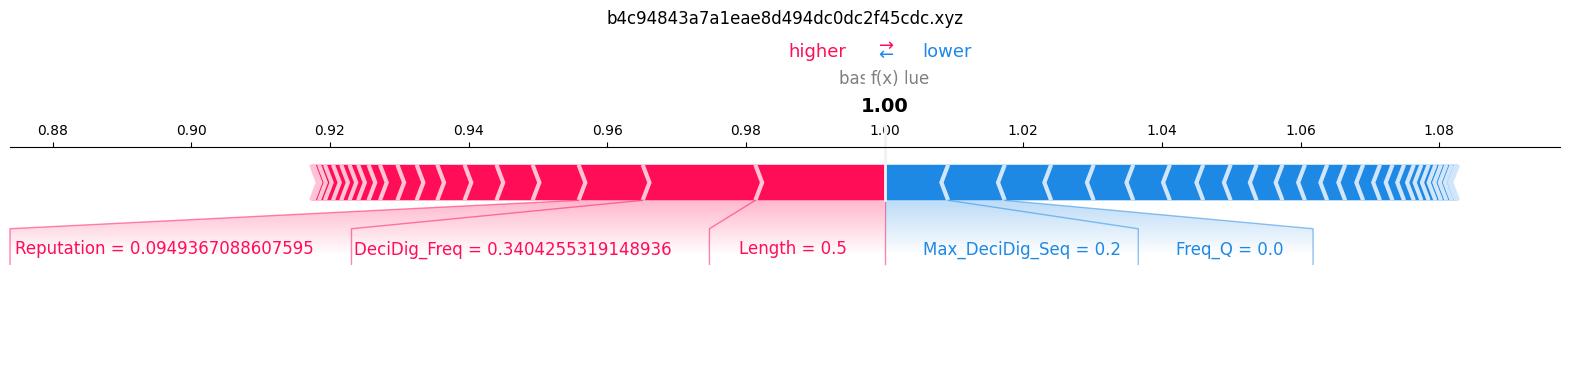 b4c94843a7a1eae8d494dc0dc2f45cdc.xyz
higher → ← lower
bas f(x) lue
1.00
0.88 0.90 0.92 0.94 0.96 0.98 1.00 1.02 1.04 1.06 1.08
Reputation = 0.0949367088607595 DeciDig_Freq = 0.3404255319148936 Length = 0.5 Max_DeciDig_Seq = 0.2 Freq_Q = 0.0